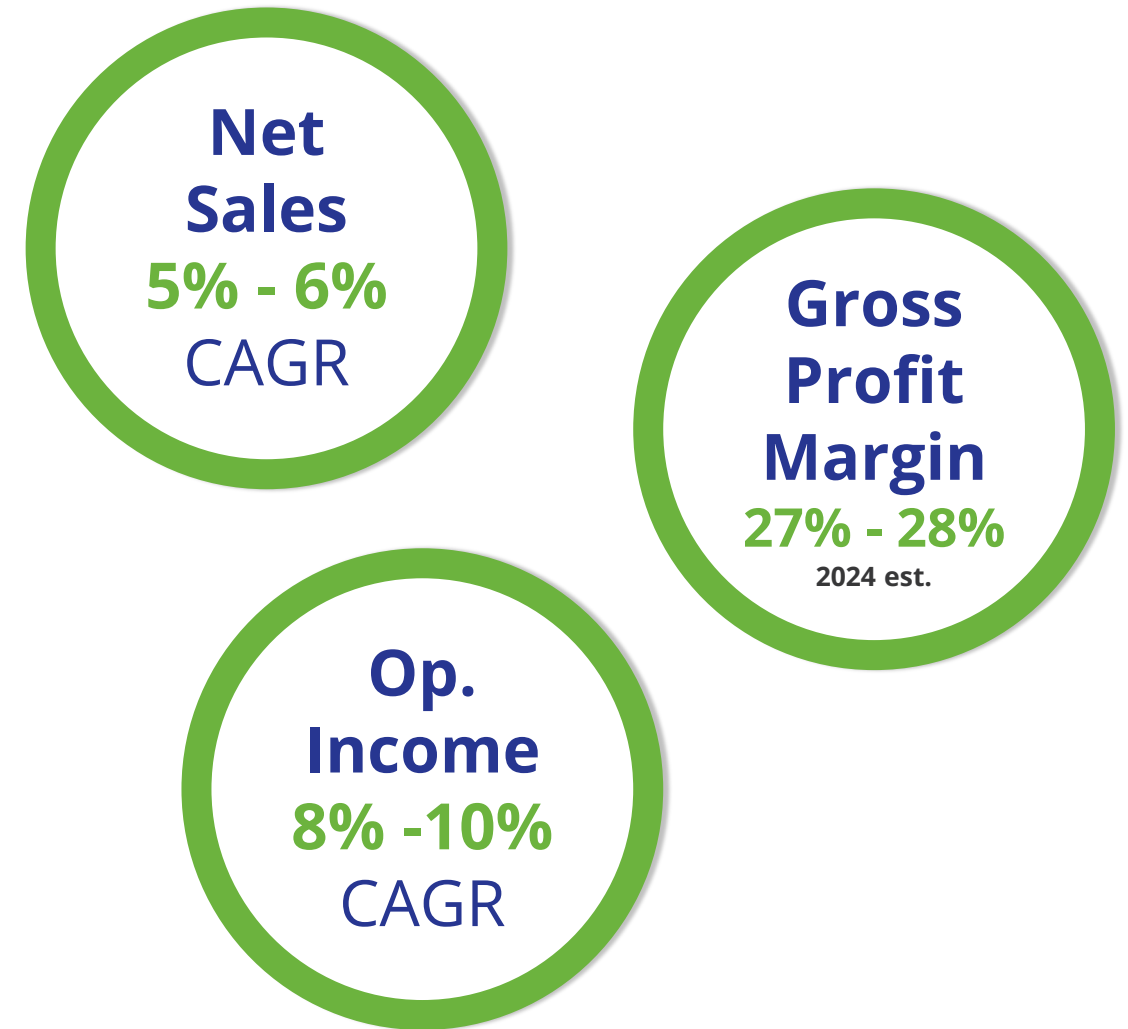 Net
Sales
5% - 6%
CAGR
Gross
Profit
Margin
27% - 28%
2024 est.
Op.
Income
8% -10%
CAGR